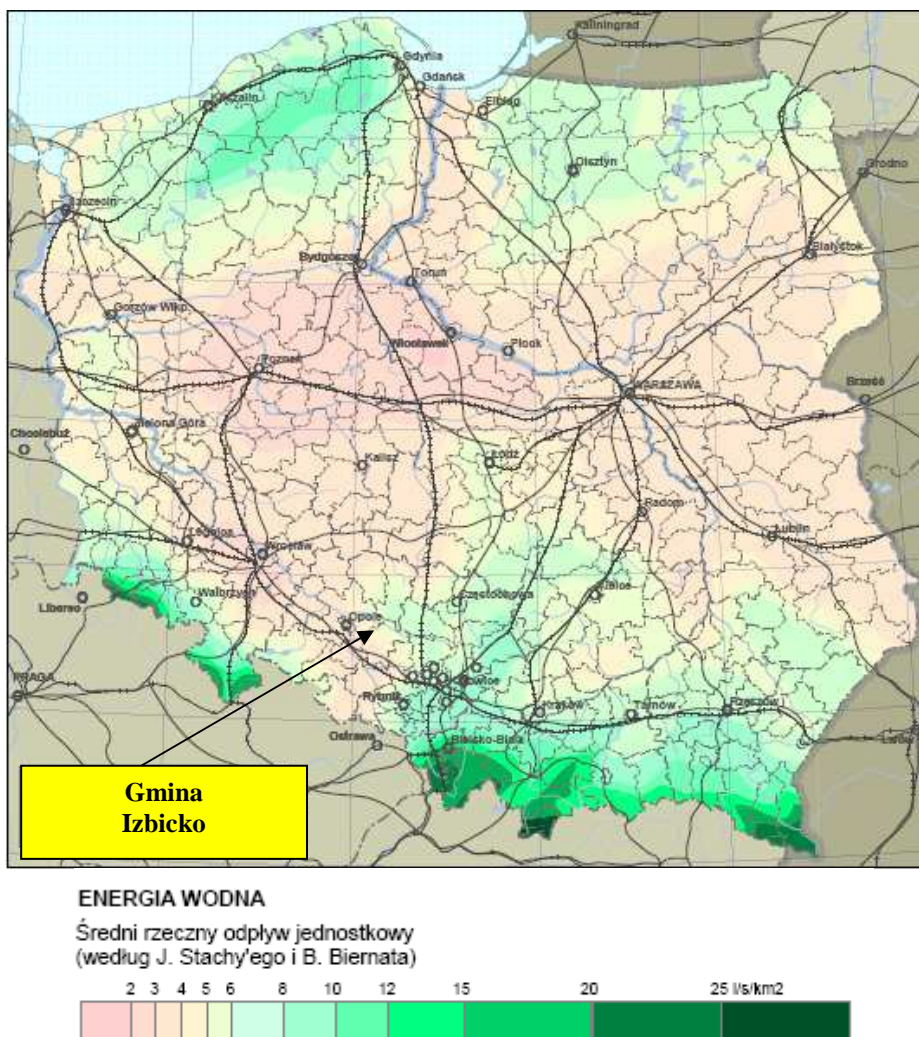 Kaliningrad
Gdynia
Gdańsk
Koszalin
Elbląg
Olsztyn
Grodno
Szczecin
Białystok
Bydgoszcz
Toruń
Gorzów Wlkp.
Włocławek
Płock
Poznań
WARSZAWA
Brześć
Zielona Góra
Chociebuż
Kalisz
Łódź
Radom
Legnica
Lublin
Wrocław
Wałbrzych
Częstochowa
Kielce
Opole
PRAGA
Rybnik
Kraków
Tarnów
Rzeszów
Ostrawa
Bielsko-Biała
Lwów
Gmina
Izbicko
ENERGIA WODNA
Średni rzeczny odpływ jednostkowy
(według J. Stachy'ego i B. Biernata)
2 3 4 5 6 8 10 12 15 20 25 l/s/km2